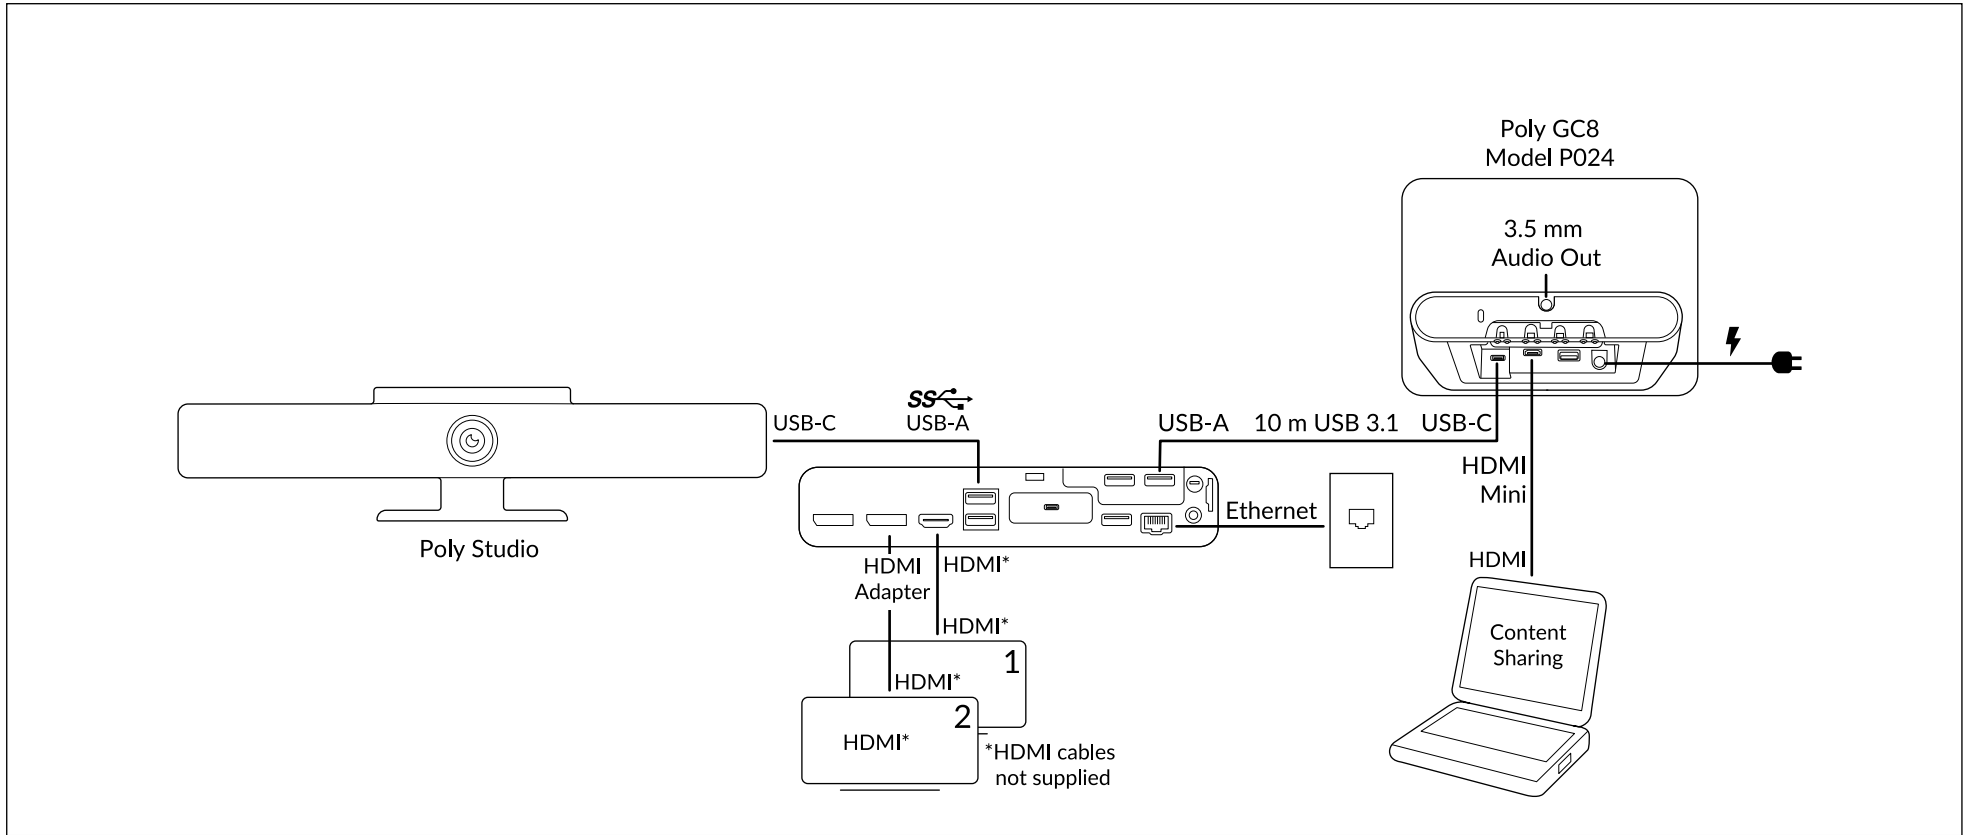 Poly GC8
Model P024
3.5 mm
Audio Out
SS
USB-C
USB-A
USB-A 10 m USB 3.1 USB-C
HDMI
Mini
Ethernet
Poly Studio
HDMI
Adapter
HDMI*
HDMI
HDMI*
1
HDMI*
2
HDMI*
*HDMI cables
not supplied
Content
Sharing